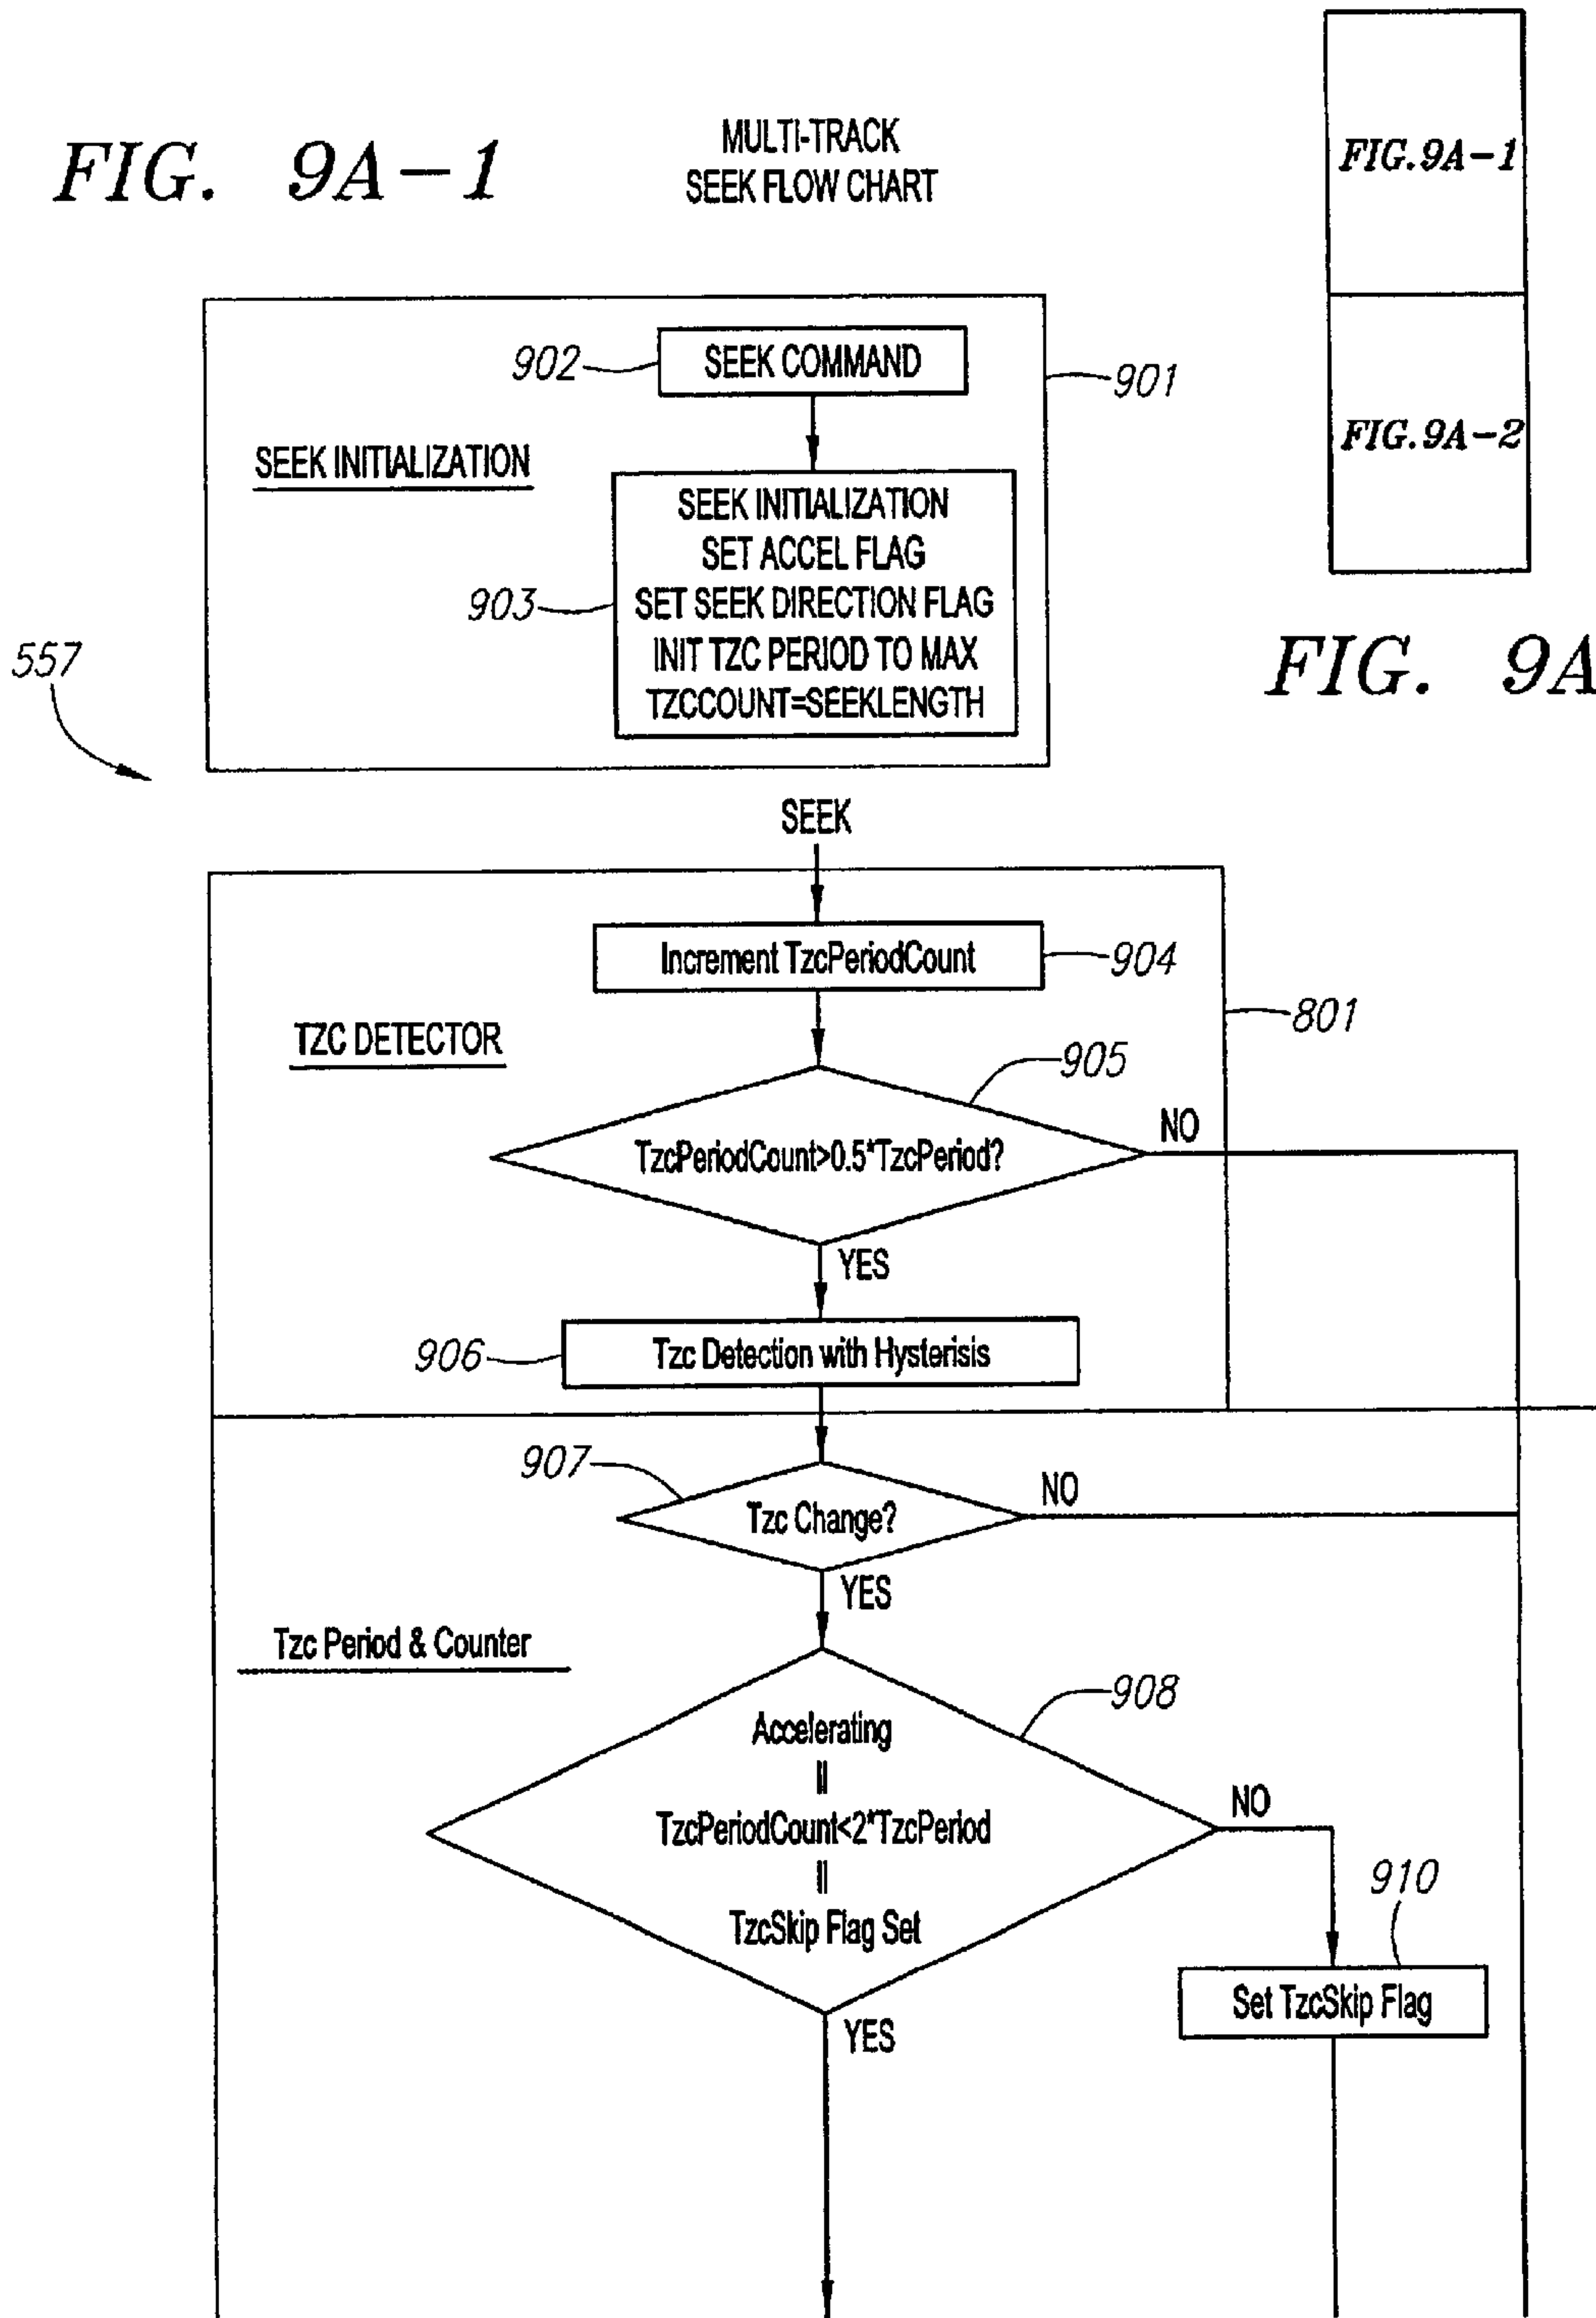 FIG. 9A-1
MULTI-TRACK
SEEK FLOW CHART
FIG.9A-1
FIG.9A-2
FIG. 9A
902
SEEK COMMAND
901
SEEK INITIALIZATION
SEEK INITIALIZATION
SET ACCEL FLAG
SET SEEK DIRECTION FLAG
INIT TZC PERIOD TO MAX
TZCCOUNT=SEEKLENGTH
903
557
SEEK
Increment TzcPeriodCount
904
801
TZC DETECTOR
905
TzcPeriodCount>0.5*TzcPeriod?
NO
YES
906
Tzc Detection with Hysterisis
907
Tzc Change?
NO
YES
Tzc Period & Counter
908
Accelerating
||
TzcPeriodCount<2*TzcPeriod
||
TzcSkip Flag Set
NO
910
Set TzcSkip Flag
YES